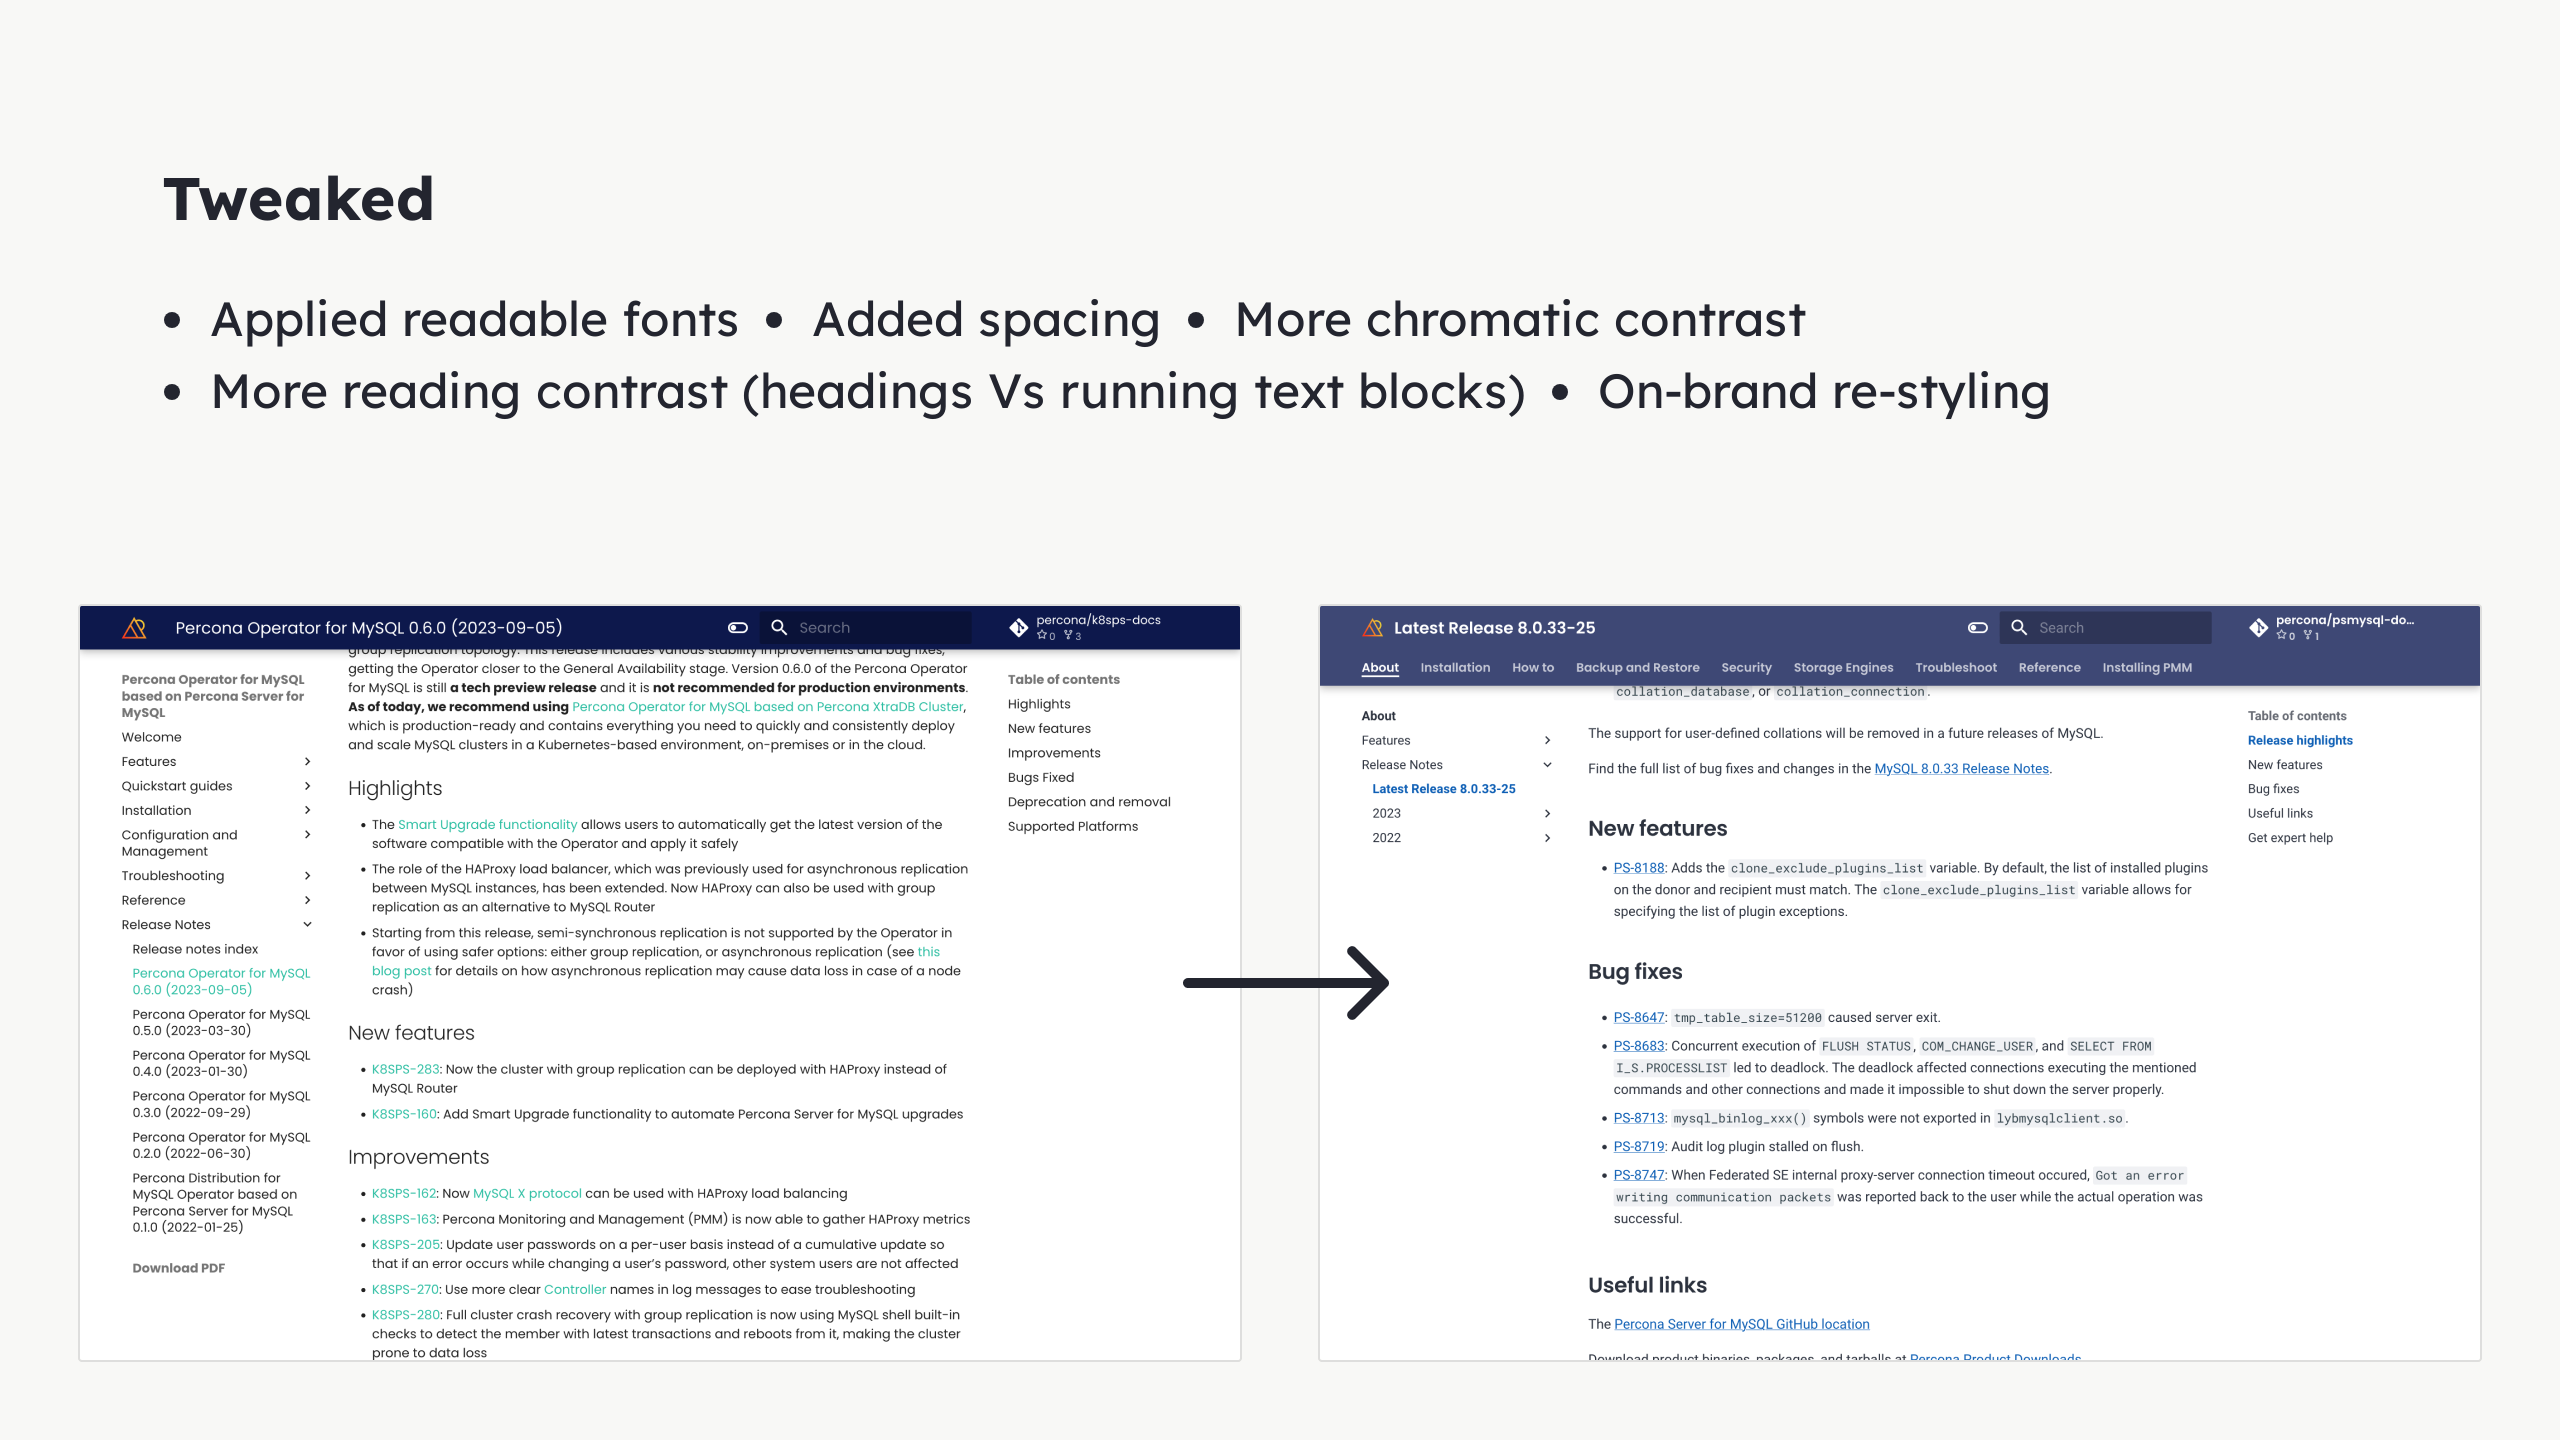 Tweaked
• Applied readable fonts • Added spacing • More chromatic contrast
• More reading contrast (headings Vs running text blocks) • On-brand re-styling
Percona Operator for MySQL 0.6.0 (2023-09-05)
Search
percona/k8sps-docs
0 3
Percona Operator for MySQL
based on Percona Server for
MySQL
Welcome
Features
Quickstart guides
Installation
Configuration and
Management
Troubleshooting
Reference
Release Notes
Release notes index
Percona Operator for MySQL
0.6.0 (2023-09-05)
Percona Operator for MySQL
0.5.0 (2023-03-30)
Percona Operator for MySQL
0.4.0 (2023-01-30)
Percona Operator for MySQL
0.3.0 (2022-09-29)
Percona Operator for MySQL
0.2.0 (2022-06-30)
Percona Distribution for
MySQL Operator based on
Percona Server for MySQL
0.1.0 (2022-01-25)
Download PDF
group replication topology. This release includes various stability improvements and bug fixes,
getting the Operator closer to the General Availability stage. Version 0.6.0 of the Percona Operator
for MySQL is still a tech preview release and it is not recommended for production environments.
As of today, we recommend using Percona Operator for MySQL based on Percona XtraDB Cluster,
which is production-ready and contains everything you need to quickly and consistently deploy
and scale MySQL clusters in a Kubernetes-based environment, on-premises or in the cloud.
Highlights
• The Smart Upgrade functionality allows users to automatically get the latest version of the
software compatible with the Operator and apply it safely
• The role of the HAProxy load balancer, which was previously used for asynchronous replication
between MySQL instances, has been extended. Now HAProxy can also be used with group
replication as an alternative to MySQL Router
• Starting from this release, semi-synchronous replication is not supported by the Operator in
favor of using safer options: either group replication, or asynchronous replication (see this
blog post for details on how asynchronous replication may cause data loss in case of a node
crash)
New features
• K8SPS-283: Now the cluster with group replication can be deployed with HAProxy instead of
MySQL Router
• K8SPS-160: Add Smart Upgrade functionality to automate Percona Server for MySQL upgrades
Improvements
• K8SPS-162: Now MySQL X protocol can be used with HAProxy load balancing
• K8SPS-163: Percona Monitoring and Management (PMM) is now able to gather HAProxy metrics
• K8SPS-205: Update user passwords on a per-user basis instead of a cumulative update so
that if an error occurs while changing a user's password, other system users are not affected
• K8SPS-270: Use more clear Controller names in log messages to ease troubleshooting
• K8SPS-280: Full cluster crash recovery with group replication is now using MySQL shell built-in
checks to detect the member with latest transactions and reboots from it, making the cluster
prone to data loss
Table of contents
Highlights
New features
Improvements
Bugs Fixed
Deprecation and removal
Supported Platforms
Latest Release 8.0.33-25
Search
percona/psmysql-do...
0 1
About Installation How to Backup and Restore Security Storage Engines Troubleshoot Reference Installing PMM
About
Features
Release Notes
Latest Release 8.0.33-25
2023
2022
collation_database, or collation_connection.
The support for user-defined collations will be removed in a future releases of MySQL.
Find the full list of bug fixes and changes in the MySQL 8.0.33 Release Notes.
New features
• PS-8188: Adds the clone_exclude_plugins_list variable. By default, the list of installed plugins
on the donor and recipient must match. The clone_exclude_plugins_list variable allows for
specifying the list of plugin exceptions.
Bug fixes
• PS-8647: tmp_table_size=51200 caused server exit.
• PS-8683: Concurrent execution of FLUSH STATUS, COM_CHANGE_USER, and SELECT FROM
I_S.PROCESSLIST led to deadlock. The deadlock affected connections executing the mentioned
commands and other connections and made it impossible to shut down the server properly.
• PS-8713: mysql_binlog_xxx() symbols were not exported in lybmysqlclient.so.
• PS-8719: Audit log plugin stalled on flush.
• PS-8747: When Federated SE internal proxy-server connection timeout occured, Got an error
writing communication packets was reported back to the user while the actual operation was
successful.
Useful links
The Percona Server for MySQL GitHub location
Download product binaries, packages, and tarballs at Percona Product Downloads
Table of contents
Release highlights
New features
Bug fixes
Useful links
Get expert help